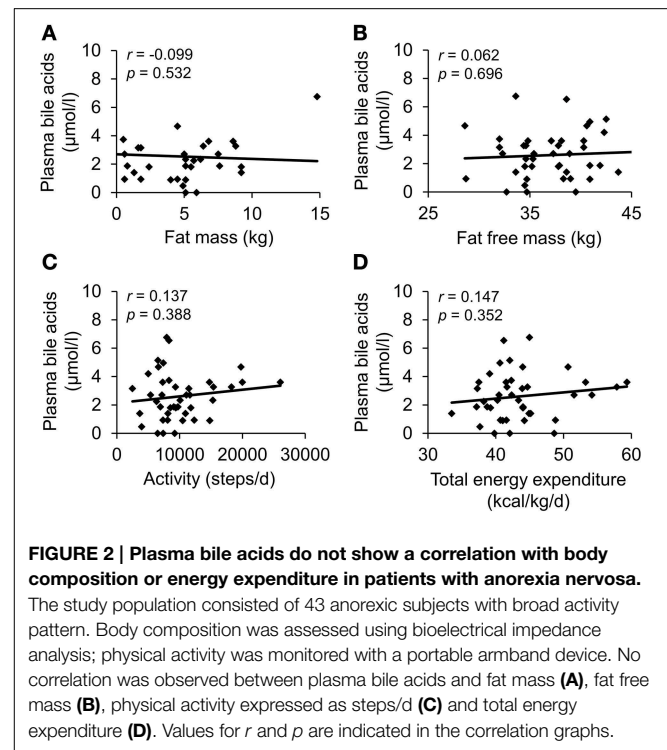 A
r = -0.099
p = 0.532
Plasma bile acids
(µmol/l)
10
8
6
4
2
0
0 5 10 15
Fat mass (kg)
B
r = 0.062
p = 0.696
Plasma bile acids
(µmol/l)
10
8
6
4
2
0
25 35 45
Fat free mass (kg)
C
r = 0.137
p = 0.388
Plasma bile acids
(µmol/l)
10
8
6
4
2
0
0 10000 20000 30000
Activity (steps/d)
D
r = 0.147
p = 0.352
Plasma bile acids
(µmol/l)
10
8
6
4
2
0
30 40 50 60
Total energy expenditure
(kcal/kg/d)
FIGURE 2 | Plasma bile acids do not show a correlation with body
composition or energy expenditure in patients with anorexia nervosa.
The study population consisted of 43 anorexic subjects with broad activity
pattern. Body composition was assessed using bioelectrical impedance
analysis; physical activity was monitored with a portable armband device. No
correlation was observed between plasma bile acids and fat mass (A), fat free
mass (B), physical activity expressed as steps/d (C) and total energy
expenditure (D). Values for r and p are indicated in the correlation graphs.